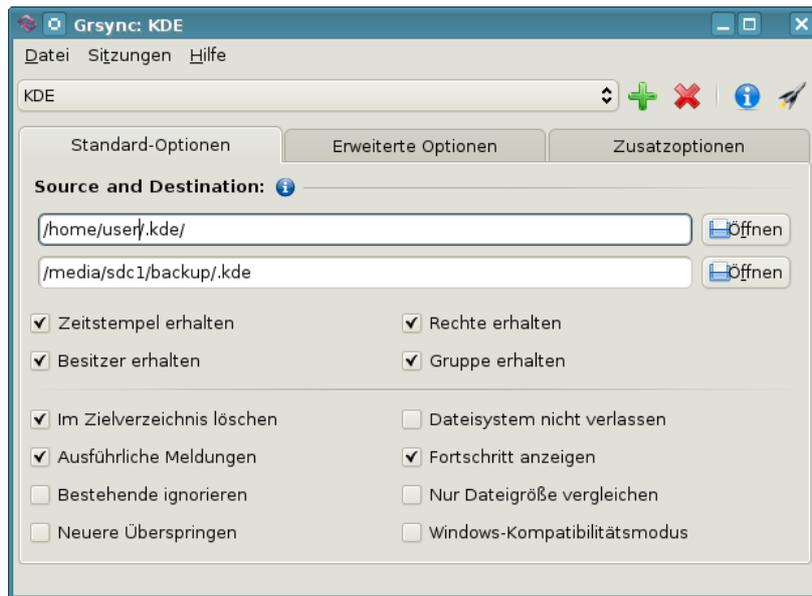 Grsync: KDE
Datei Sitzungen Hilfe
KDE
Standard-Optionen Erweiterte Optionen Zusatzoptionen
Source and Destination:
/home/user/.kde/ Öffnen
/media/sdc1/backup/.kde Öffnen
Zeitstempel erhalten Rechte erhalten
Besitzer erhalten Gruppe erhalten
Im Zielverzeichnis löschen Dateisystem nicht verlassen
Ausführliche Meldungen Fortschritt anzeigen
Bestehende ignorieren Nur Dateigröße vergleichen
Neuere Überspringen Windows-Kompatibilitätsmodus